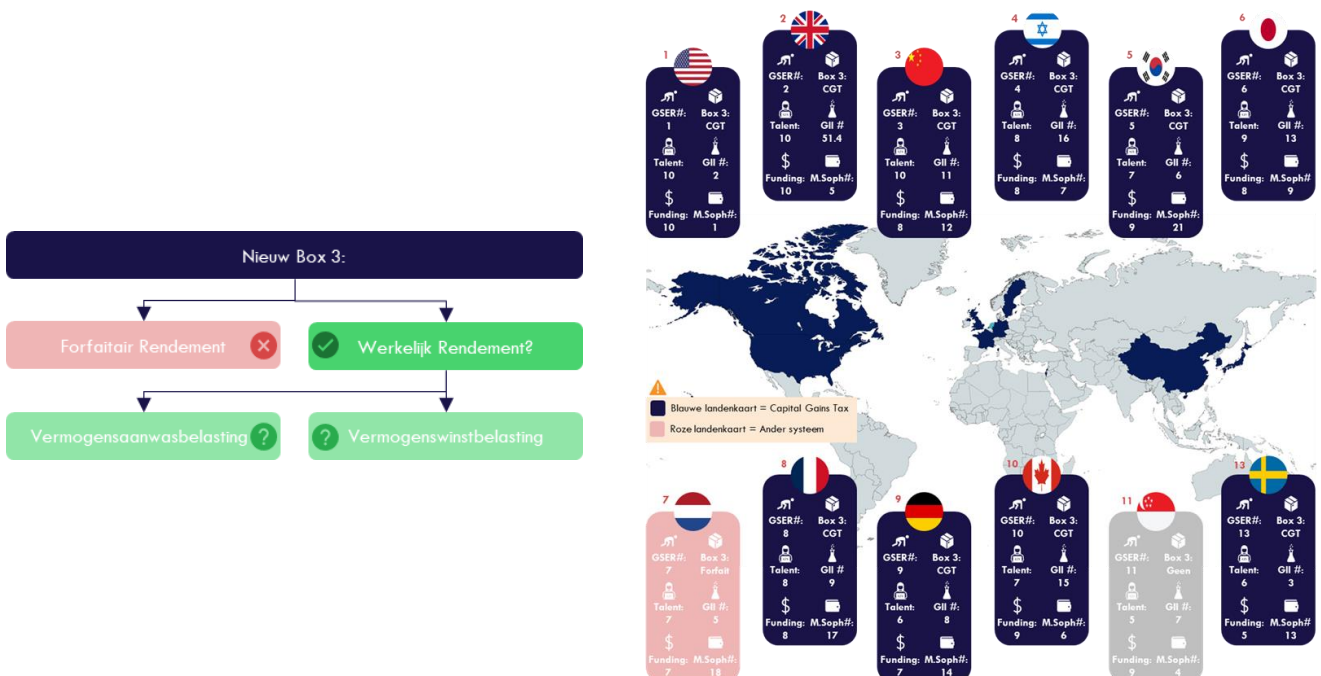 Nieuw Box 3:
Forfaitair Rendement
Werkelijk Rendement?
Vermogensaanwasbelasting ?
? Vermogenswinstbelasting
1
GSER#: Box 3:
1 CGT
Talent: GII #:
10 2
$
Funding: M.Soph#:
10 1
2
GSER#: Box 3:
2 CGT
Talent: GII #
10 51.4
$
Funding: M.Soph#:
10 5
3
GSER#: Box 3:
3 CGT
Talent: GII #:
10 11
$
Funding: M.Soph#:
8 12
4
GSER#: Box 3:
4 CGT
Talent: GII #:
8 16
$
Funding: M.Soph#:
8 7
5
GSER#: Box 3:
5 CGT
Talent: GII #:
7 6
$
Funding: M.Soph#:
9 21
6
GSER#: Box 3:
6 CGT
Talent: GII #:
9 13
$
Funding: M.Soph#:
8 9
Blauwe landenkaart = Capital Gains Tax
Roze landenkaart = Ander systeem
7
GSER#: Box 3:
7 Forfait
Talent: GII #:
7 5
$
Funding: M.Soph#:
7 18
8
GSER#: Box 3:
8 CGT
Talent: GII #
8 9
$
Funding: M.Soph#:
8 17
9
GSER#: Box 3:
9 CGT
Talent: GII #:
6 8
$
Funding: M.Soph#:
7 14
10
GSER#: Box 3:
10 CGT
Talent: GII #:
7 15
$
Funding: M.Soph#:
9 6
11
GSER#: Box 3:
11 Geen
Talent: GII #:
5 7
$
Funding: M.Soph#:
9 4
13
GSER#: Box 3:
13 CGT
Talent: GII #:
6 3
$
Funding: M.Soph#:
5 13